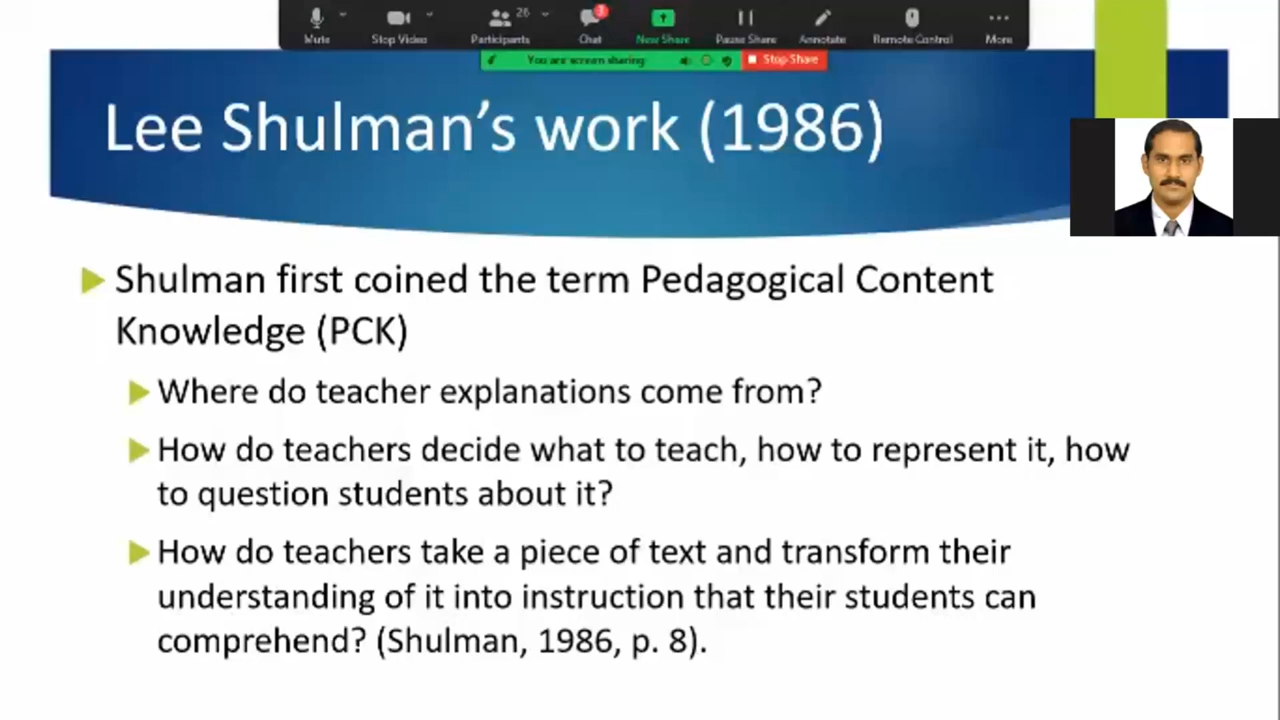 Mute
Stop Video
26
Participants
3
Chat
New Share
Pause Share
Annotate
Remote Control
More
You are screen sharing
Stop Share
Lee Shulman's work (1986)
Shulman first coined the term Pedagogical Content
Knowledge (PCK)
Where do teacher explanations come from?
How do teachers decide what to teach, how to represent it, how
to question students about it?
How do teachers take a piece of text and transform their
understanding of it into instruction that their students can
comprehend? (Shulman, 1986, p. 8).